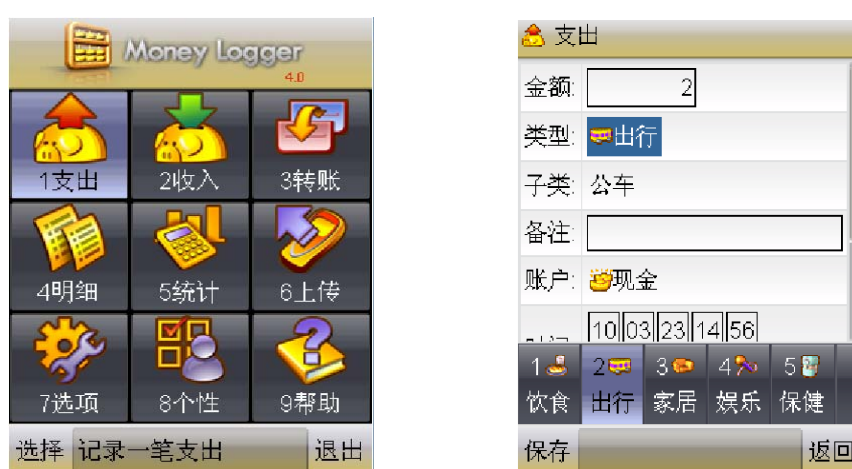 Money Logger
4.0
1支出 2收入 3转账
4明细 5统计 6上传
7选项 8个性 9帮助
选择 记录一笔支出 退出
支出
金额: 2
类型: 出行
子类: 公车
备注:
账户: 现金
10 03 23 14 56
1 2 3 4 5
饮食 出行 家居 娱乐 保健
保存 返回